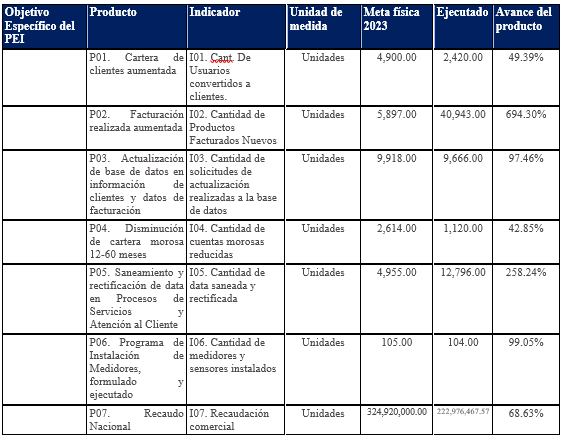 Objetivo Específico del PEI
Producto
Indicador
Unidad de medida
Meta física 2023
Ejecutado
Avance del producto
P01. Cartera de
clientes aumentada
I01. Cant. De
Usuarios
convertidos a
clientes.
Unidades
4,900.00
2,420.00
49.39%
P02. Facturación
realizada aumentada
I02. Cantidad de
Productos
Facturados Nuevos
Unidades
5,897.00
40,943.00
694.30%
P03. Actualización
de base de datos en
información de
clientes y datos de
facturación
I03. Cantidad de
solicitudes de
actualización
realizadas a la base
de datos
Unidades
9,918.00
9,666.00
97.46%
P04. Disminución
de cartera morosa
12-60 meses
I04. Cantidad de
cuentas morosas
reducidas
Unidades
2,614.00
1,120.00
42.85%
P05. Saneamiento y
rectificación de data
en Procesos de
Servicios y
Atención al Cliente
I05. Cantidad de
data saneada y
rectificada
Unidades
4,955.00
12,796.00
258.24%
P06. Programa de
Instalación de
Medidores,
formulado y
ejecutado
I06. Cantidad de
medidores y
sensores instalados
Unidades
105.00
104.00
99.05%
P07. Recaudo
Nacional
I07. Recaudación
comercial
Unidades
324,920,000.00
222,976,467.57
68.63%